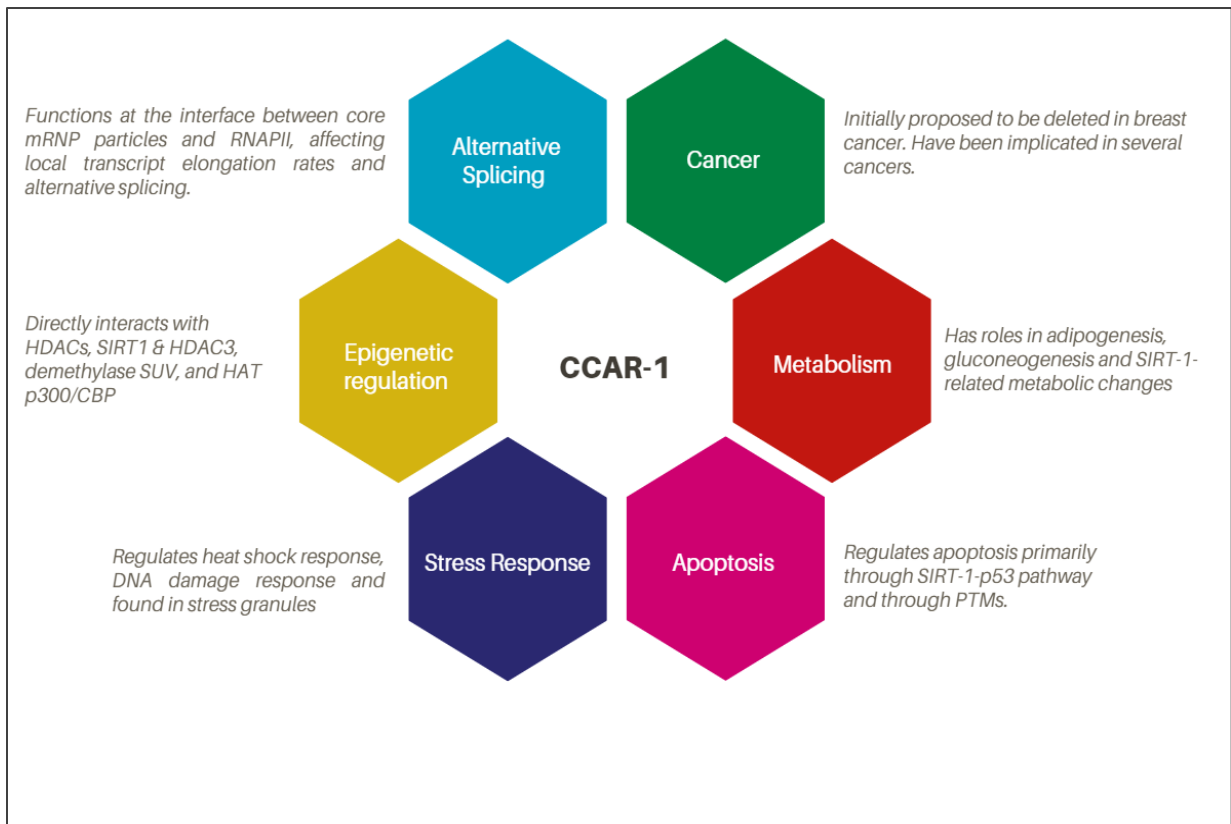 Functions at the interface between core
mRNP particles and RNAPII, affecting
local transcript elongation rates and
alternative splicing.
Alternative
Splicing
Cancer
Initially proposed to be deleted in breast
cancer. Have been implicated in several
cancers.
Directly interacts with
HDACs, SIRT1 & HDAC3,
demethylase SUV, and HAT
p300/CBP
Epigenetic
regulation
CCAR-1
Metabolism
Has roles in adipogenesis,
gluconeogenesis and SIRT-1-
related metabolic changes
Regulates heat shock response,
DNA damage response and
found in stress granules
Stress Response
Apoptosis
Regulates apoptosis primarily
through SIRT-1-p53 pathway
and through PTMs.